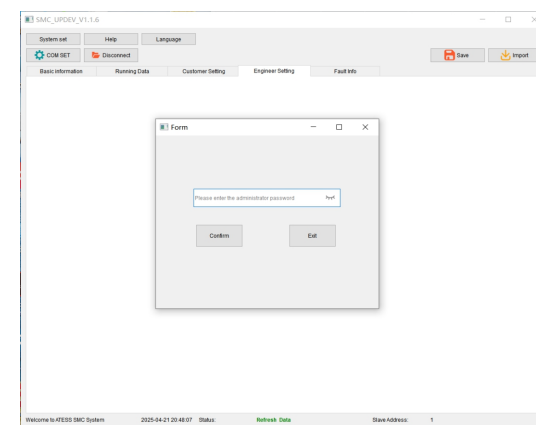 SMC_UPDEV_V1.1.6
System set Help Language
COM SET Disconnect Save Import
Basic information Running Data Customer Setting Engineer Setting Fault Info
Form
Please enter the administrator password
Confirm Exit
Welcome to ATESS SMC System 2025-04-21 20:48:07 Status: Refresh Data Slave Address: 1